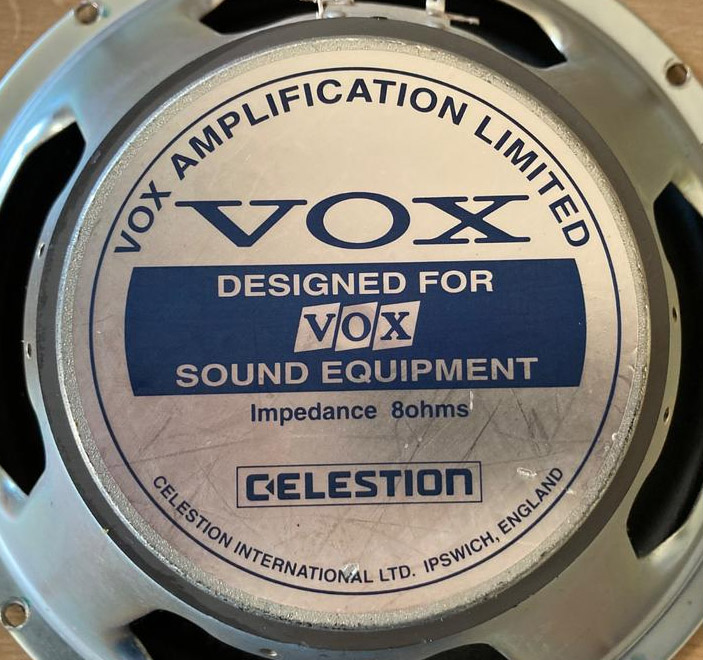 VOX AMPLIFICATION LIMITED
VOX
DESIGNED FOR
VOX
SOUND EQUIPMENT
Impedance 8ohms
CELESTION
CELESTION INTERNATIONAL LTD. IPSWICH, ENGLAND